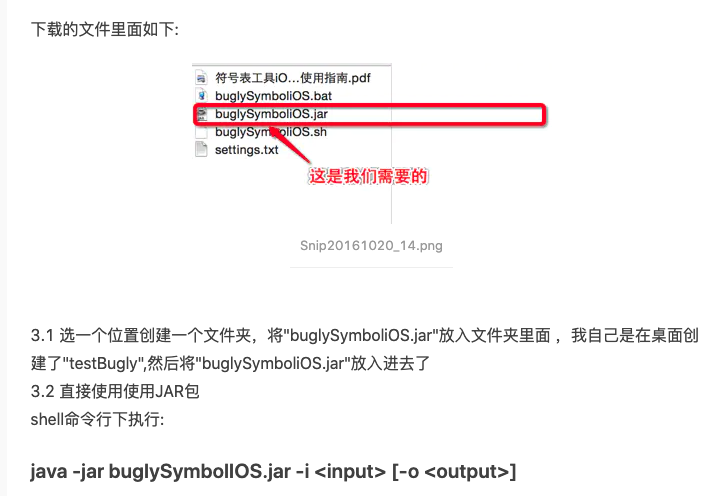 下载的文件里面如下:
符号表工具iO...使用指南.pdf
buglySymboliOS.bat
buglySymboliOS.jar
buglySymboliOS.sh
settings.txt
这是我们需要的
Snip20161020_14.png
3.1 选一个位置创建一个文件夹，将"buglySymboliOS.jar"放入文件夹里面 ，我自己是在桌面创
建了"testBugly",然后将"buglySymboliOS.jar"放入进去了
3.2 直接使用使用JAR包
shell命令行下执行:
java -jar buglySymbolIOS.jar -i <input> [-o <output>]